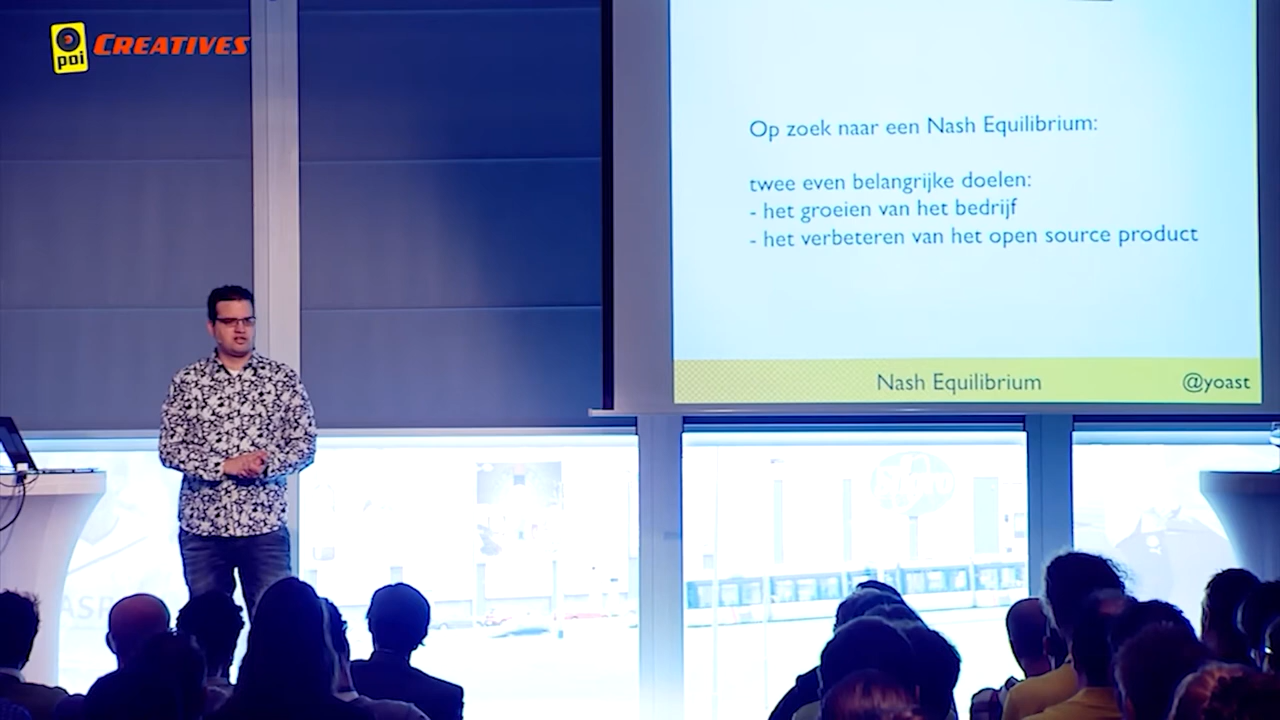 poi CREATIVES
Op zoek naar een Nash Equilibrium:
twee even belangrijke doelen:
- het groeien van het bedrijf
- het verbeteren van het open source product
Nash Equilibrium @yoast